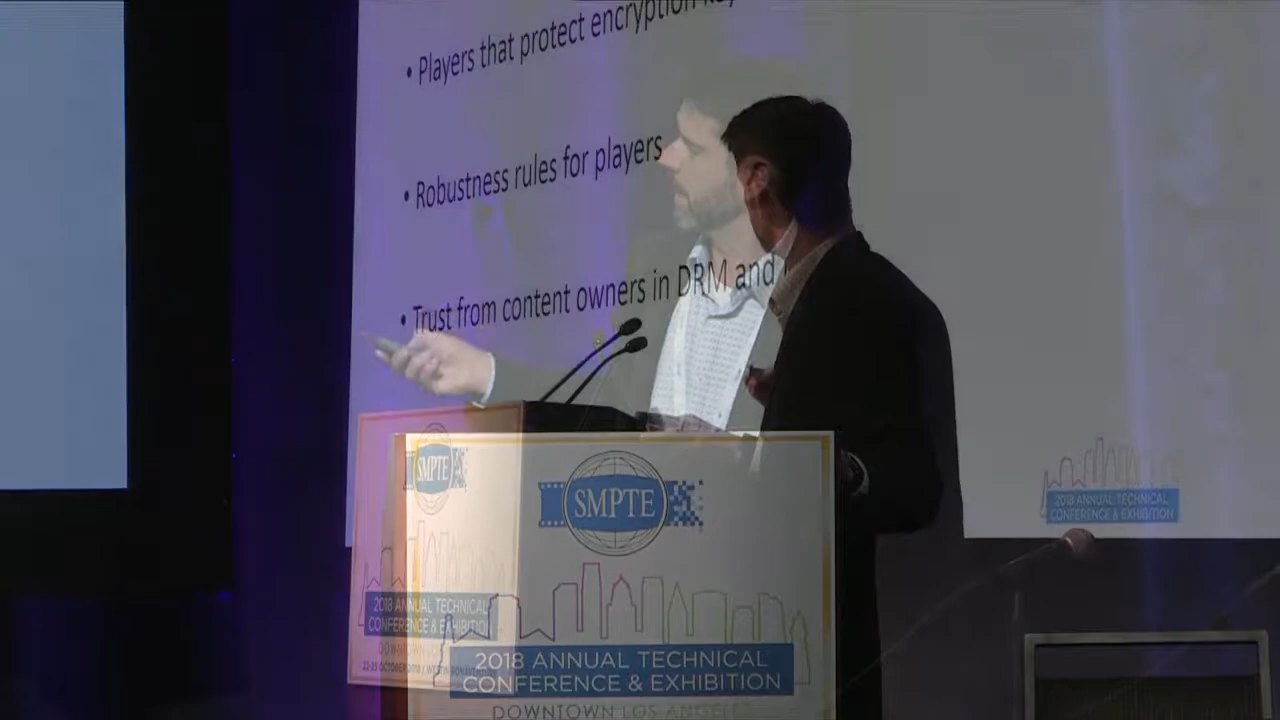 • Players that protect encryption key
• Robustness rules for players
• Trust from content owners in DRM and
SMPTE
2018 ANNUAL TECHNICAL
CONFERENCE & EXHIBITION
SMPTE
2018 ANNUAL TECHNICAL
CONFERENCE & EXHIBITION
DOWNTOWN LOS ANGELES
2018 ANNUAL TECHNICAL
CONFERENCE & EXHIBITION